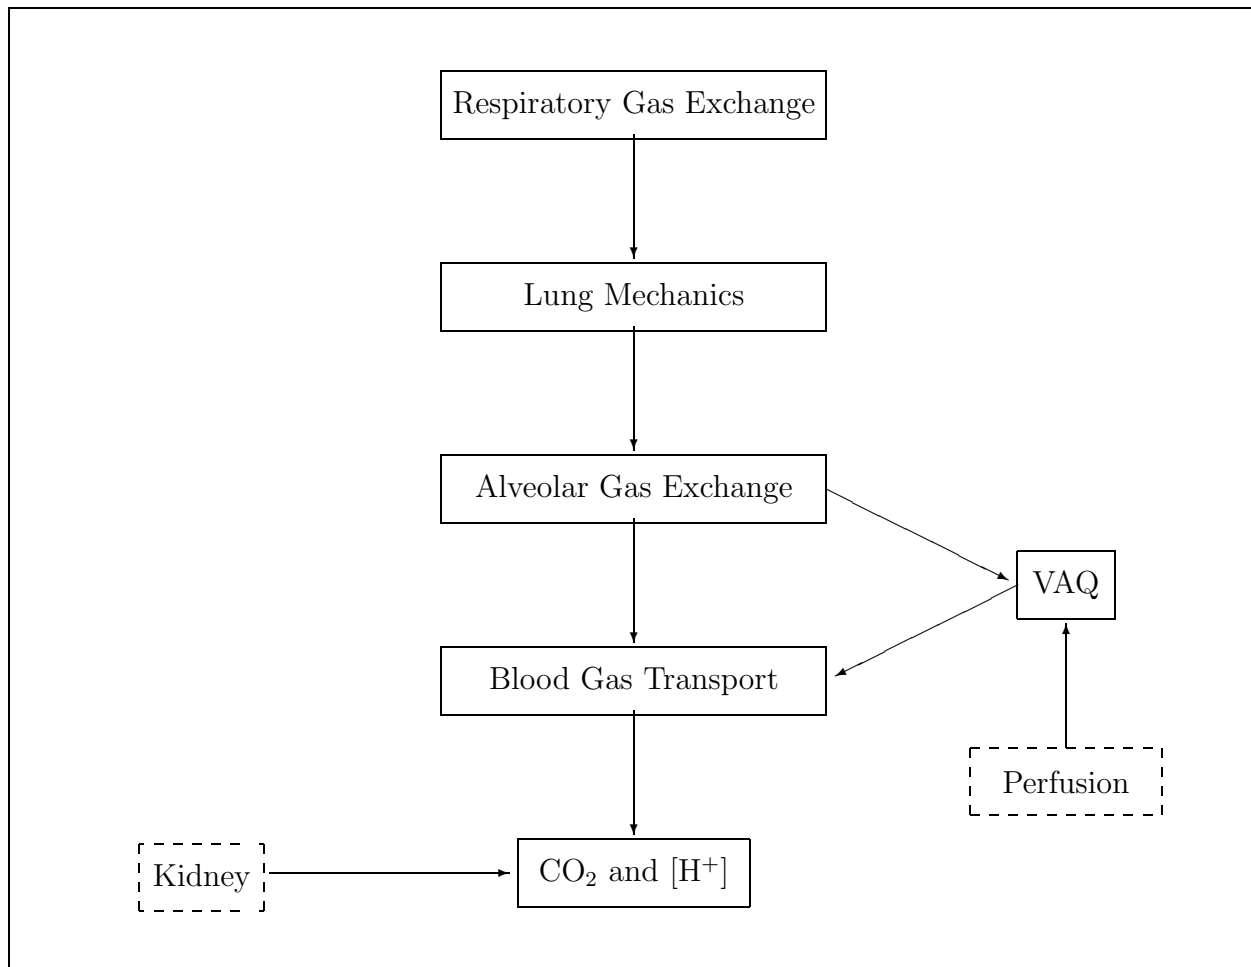 Respiratory Gas Exchange
Lung Mechanics
Alveolar Gas Exchange
VAQ
Blood Gas Transport
Perfusion
CO₂ and [H⁺]
Kidney